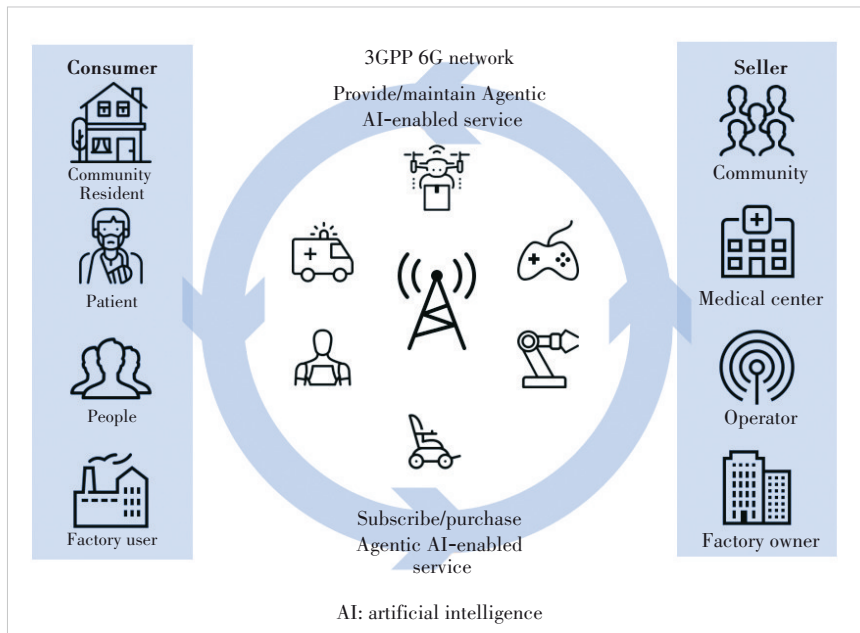 3GPP 6G network
Provide/maintain Agentic
AI-enabled service
Consumer
Community
Resident
Patient
People
Factory user
Seller
Community
Medical center
Operator
Factory owner
Subscribe/purchase
Agentic AI-enabled
service
AI: artificial intelligence